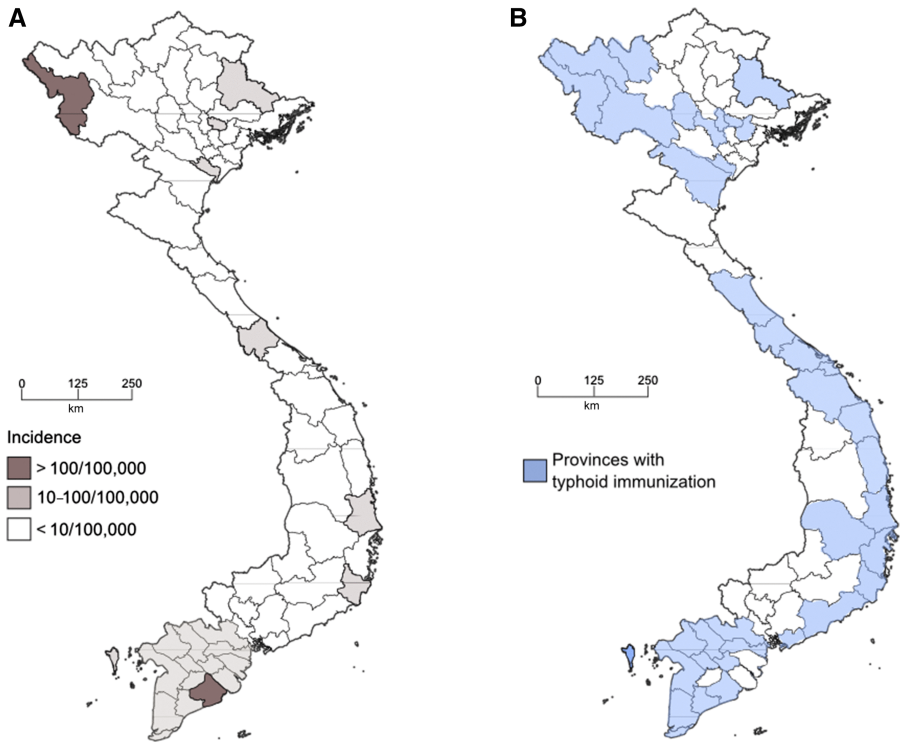 A
B
0 125 250
km
Incidence
> 100/100,000
10–100/100,000
< 10/100,000
0 125 250
km
Provinces with
typhoid immunization